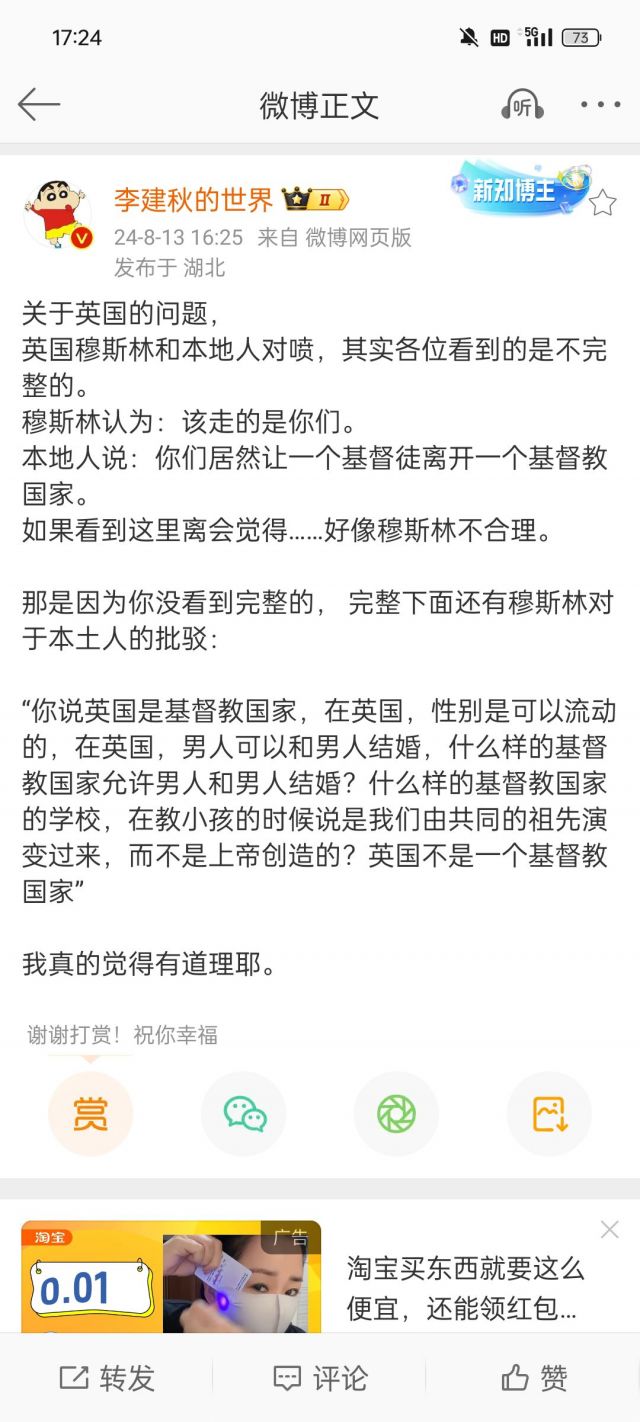 17:24
HD 5G 73
微博正文
听
李建秋的世界
II
新知博主
24-8-13 16:25 来自 微博网页版
发布于 湖北
关于英国的问题，
英国穆斯林和本地人对喷，其实各位看到的是不完
整的。
穆斯林认为：该走的是你们。
本地人说：你们居然让一个基督徒离开一个基督教
国家。
如果看到这里离会觉得……好像穆斯林不合理。
那是因为你没看到完整的， 完整下面还有穆斯林对
于本土人的批驳：
“你说英国是基督教国家，在英国，性别是可以流动
的，在英国，男人可以和男人结婚，什么样的基督
教国家允许男人和男人结婚？什么样的基督教国家
的学校，在教小孩的时候说是我们由共同的祖先演
变过来，而不是上帝创造的？英国不是一个基督教
国家”
我真的觉得有道理耶。
谢谢打赏！祝你幸福
赏
淘宝
0.01
广告
淘宝买东西就要这么
便宜，还能领红包...
转发
评论
赞